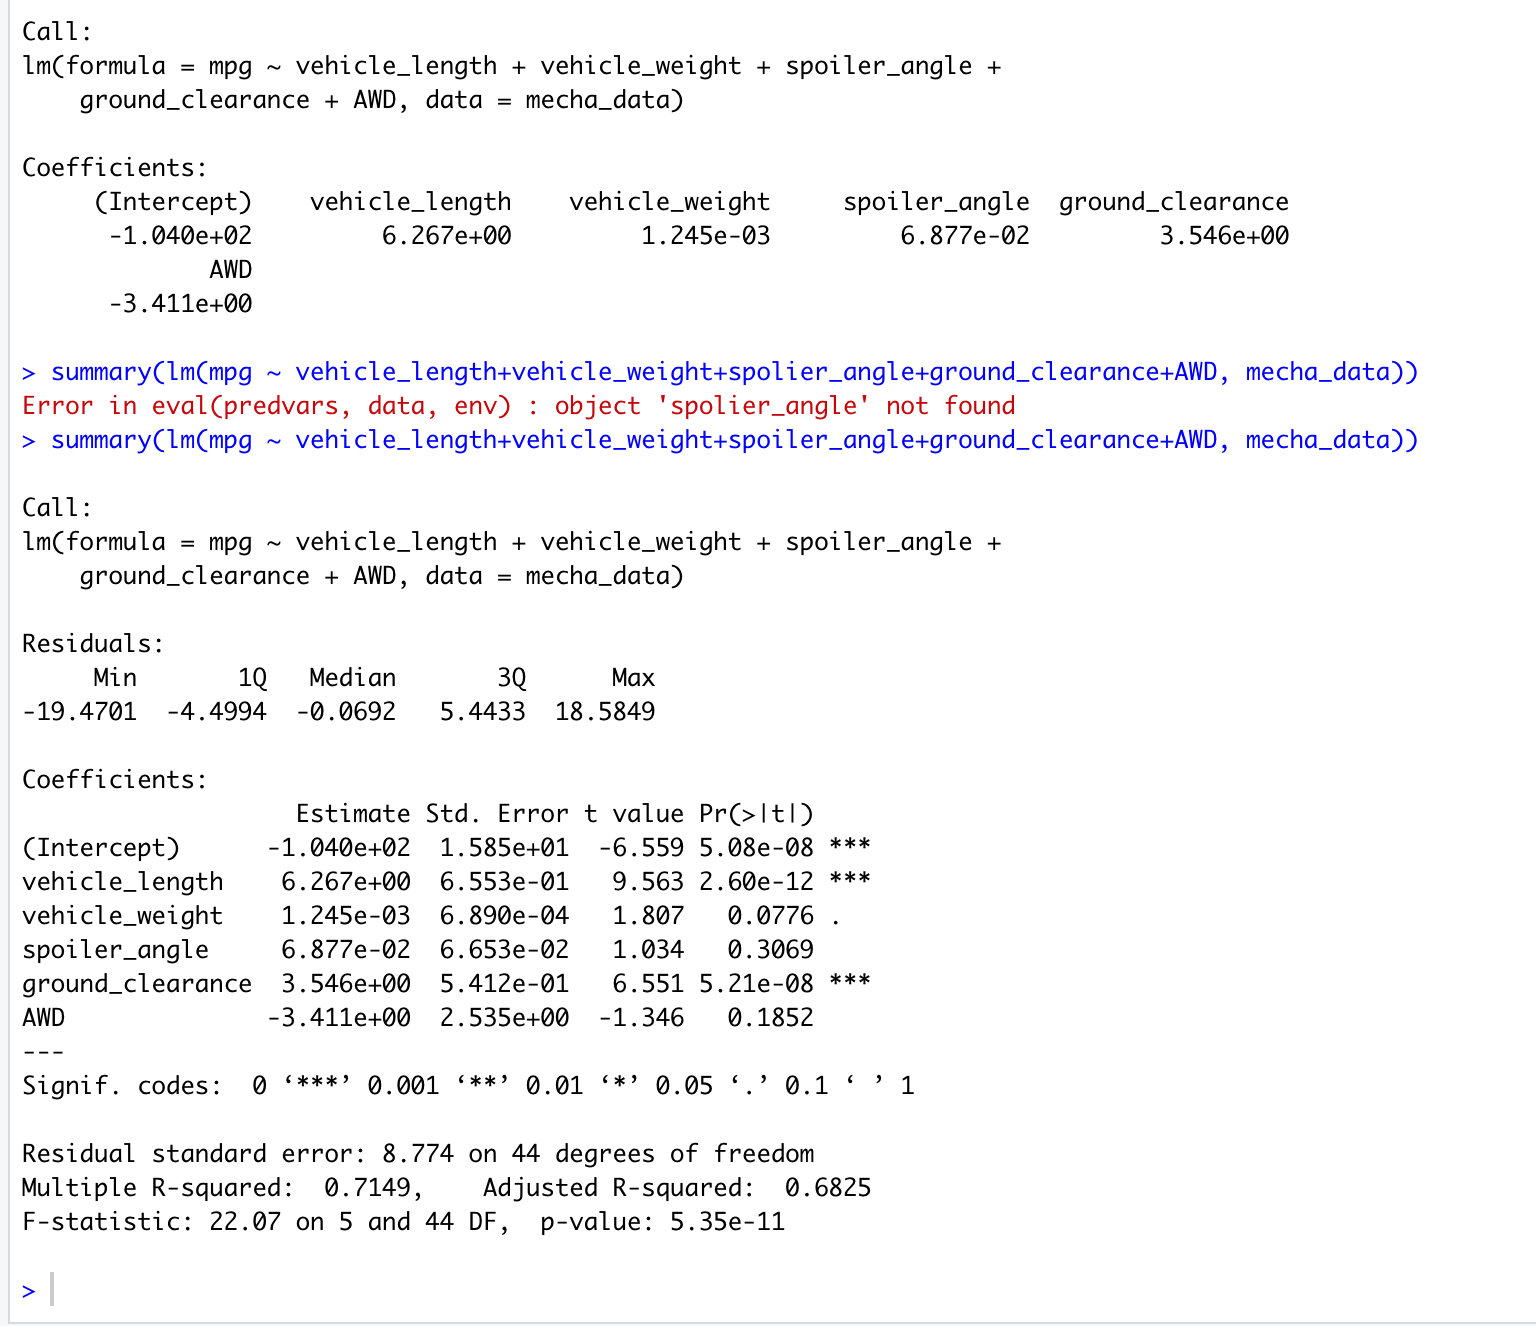 Call:
lm(formula = mpg ~ vehicle_length + vehicle_weight + spoiler_angle +
    ground_clearance + AWD, data = mecha_data)

Coefficients:
     (Intercept)    vehicle_length    vehicle_weight     spoiler_angle  ground_clearance
      -1.040e+02         6.267e+00         1.245e-03         6.877e-02         3.546e+00
             AWD
      -3.411e+00

> summary(lm(mpg ~ vehicle_length+vehicle_weight+spolier_angle+ground_clearance+AWD, mecha_data))
Error in eval(predvars, data, env) : object 'spolier_angle' not found
> summary(lm(mpg ~ vehicle_length+vehicle_weight+spoiler_angle+ground_clearance+AWD, mecha_data))

Call:
lm(formula = mpg ~ vehicle_length + vehicle_weight + spoiler_angle +
    ground_clearance + AWD, data = mecha_data)

Residuals:
     Min       1Q   Median       3Q      Max
-19.4701  -4.4994  -0.0692   5.4433  18.5849

Coefficients:
                   Estimate Std. Error t value Pr(>|t|)
(Intercept)      -1.040e+02  1.585e+01  -6.559 5.08e-08 ***
vehicle_length    6.267e+00  6.553e-01   9.563 2.60e-12 ***
vehicle_weight    1.245e-03  6.890e-04   1.807   0.0776 .
spoiler_angle     6.877e-02  6.653e-02   1.034   0.3069
ground_clearance  3.546e+00  5.412e-01   6.551 5.21e-08 ***
AWD              -3.411e+00  2.535e+00  -1.346   0.1852
---
Signif. codes:  0 ‘***’ 0.001 ‘**’ 0.01 ‘*’ 0.05 ‘.’ 0.1 ‘ ’ 1

Residual standard error: 8.774 on 44 degrees of freedom
Multiple R-squared:  0.7149,    Adjusted R-squared:  0.6825
F-statistic: 22.07 on 5 and 44 DF,  p-value: 5.35e-11

>